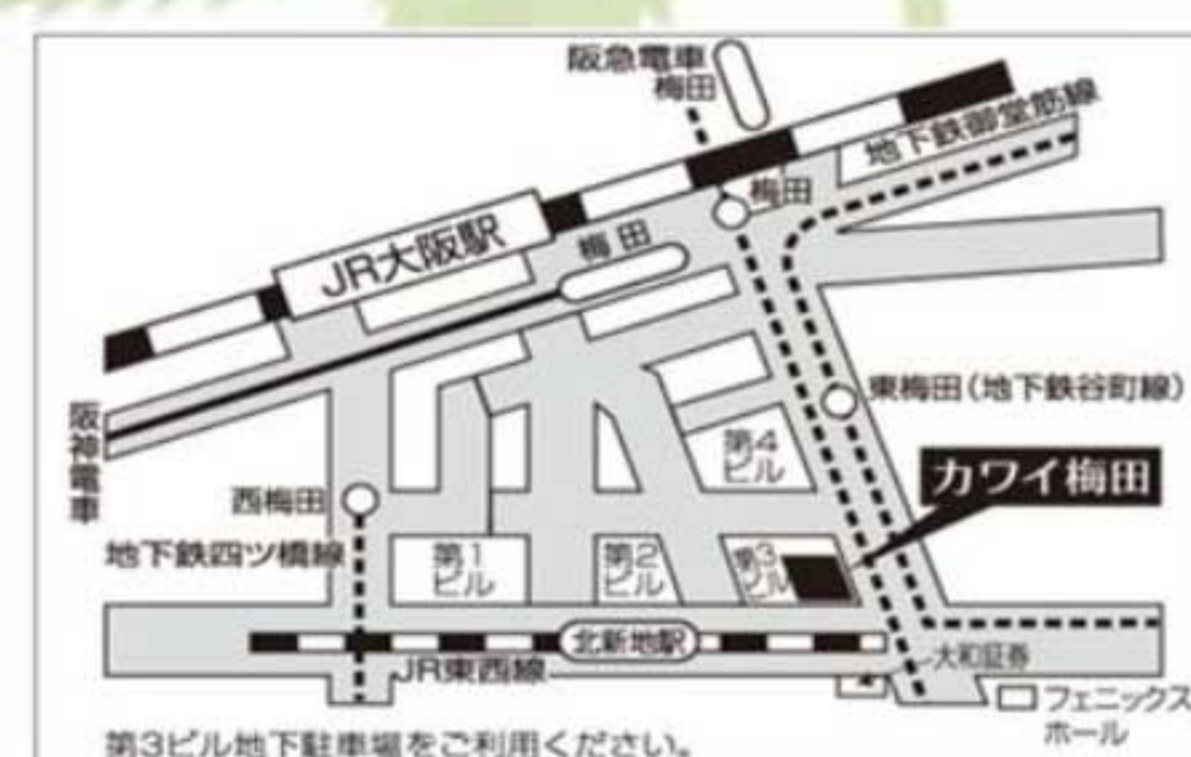 阪急電車
梅田
地下鉄御堂筋線
梅田
JR大阪駅
梅田
阪神電車
東梅田（地下鉄谷町線）
第4
ビル
カワイ梅田
西梅田
地下鉄四ツ橋線
第1
ビル
第2
ビル
第3
ビル
北新地駅
JR東西線
大和証券
フェニックス
ホール
第3ビル地下駐車場をご利用ください。